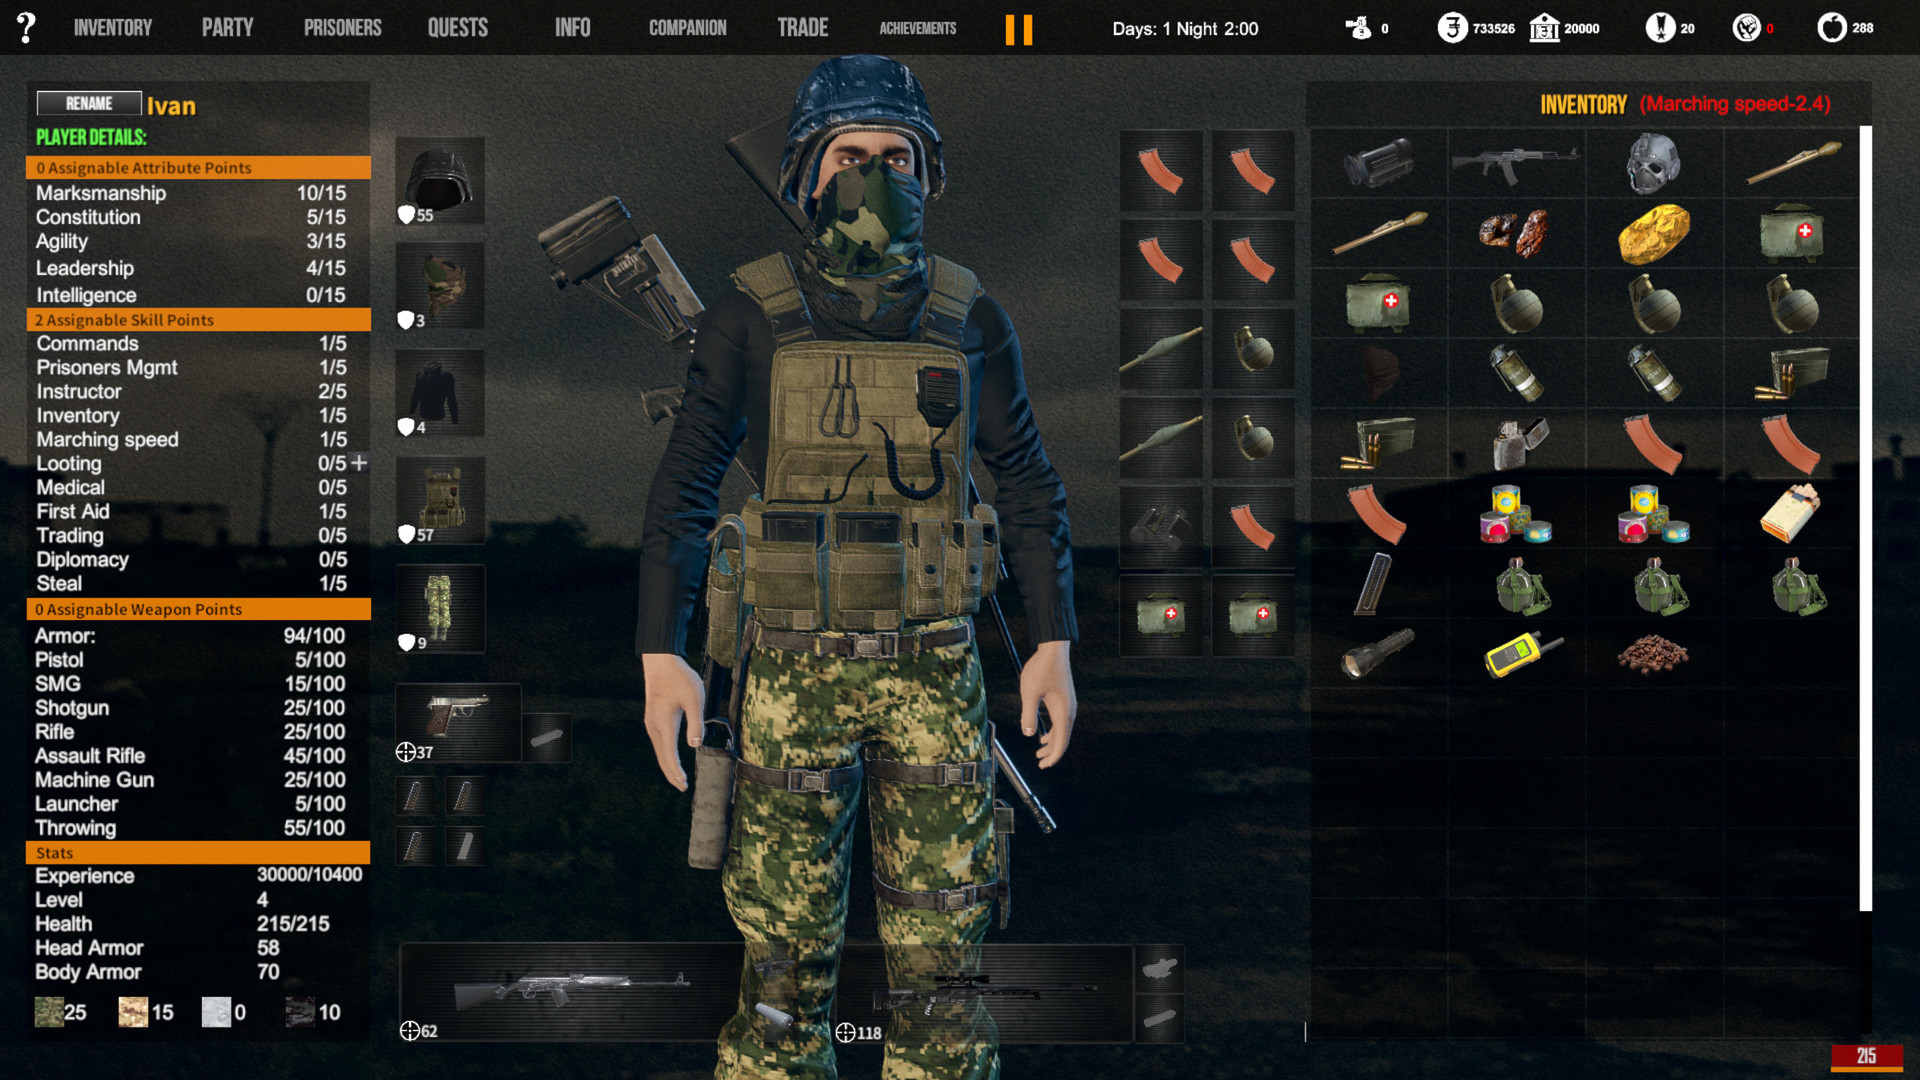 ? INVENTORY PARTY PRISONERS QUESTS INFO COMPANION TRADE ACHIEVEMENTS Days: 1 Night 2:00 0 733526 20000 20 0 288
RENAME Ivan
PLAYER DETAILS:
0 Assignable Attribute Points
Marksmanship 10/15
Constitution 5/15
Agility 3/15
Leadership 4/15
Intelligence 0/15
2 Assignable Skill Points
Commands 1/5
Prisoners Mgmt 1/5
Instructor 2/5
Inventory 1/5
Marching speed 1/5
Looting 0/5 +
Medical 0/5
First Aid 1/5
Trading 0/5
Diplomacy 0/5
Steal 1/5
0 Assignable Weapon Points
Armor: 94/100
Pistol 5/100
SMG 15/100
Shotgun 25/100
Rifle 25/100
Assault Rifle 45/100
Machine Gun 25/100
Launcher 5/100
Throwing 55/100
Stats
Experience 30000/10400
Level 4
Health 215/215
Head Armor 58
Body Armor 70
25 15 0 10
55
3
4
57
9
37
62
118
INVENTORY (Marching speed-2.4)
215